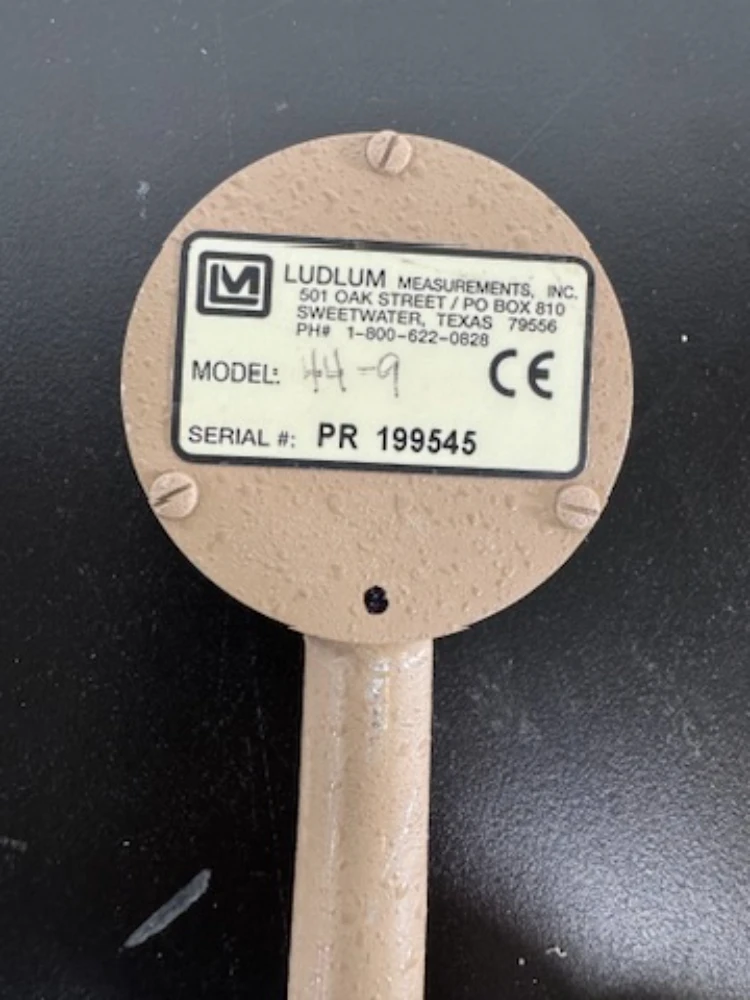 LM
LUDLUM MEASUREMENTS, INC.
501 OAK STREET / PO BOX 810
SWEETWATER, TEXAS 79556
PH# 1-800-622-0828
MODEL: 44-9
CE
SERIAL #: PR 199545